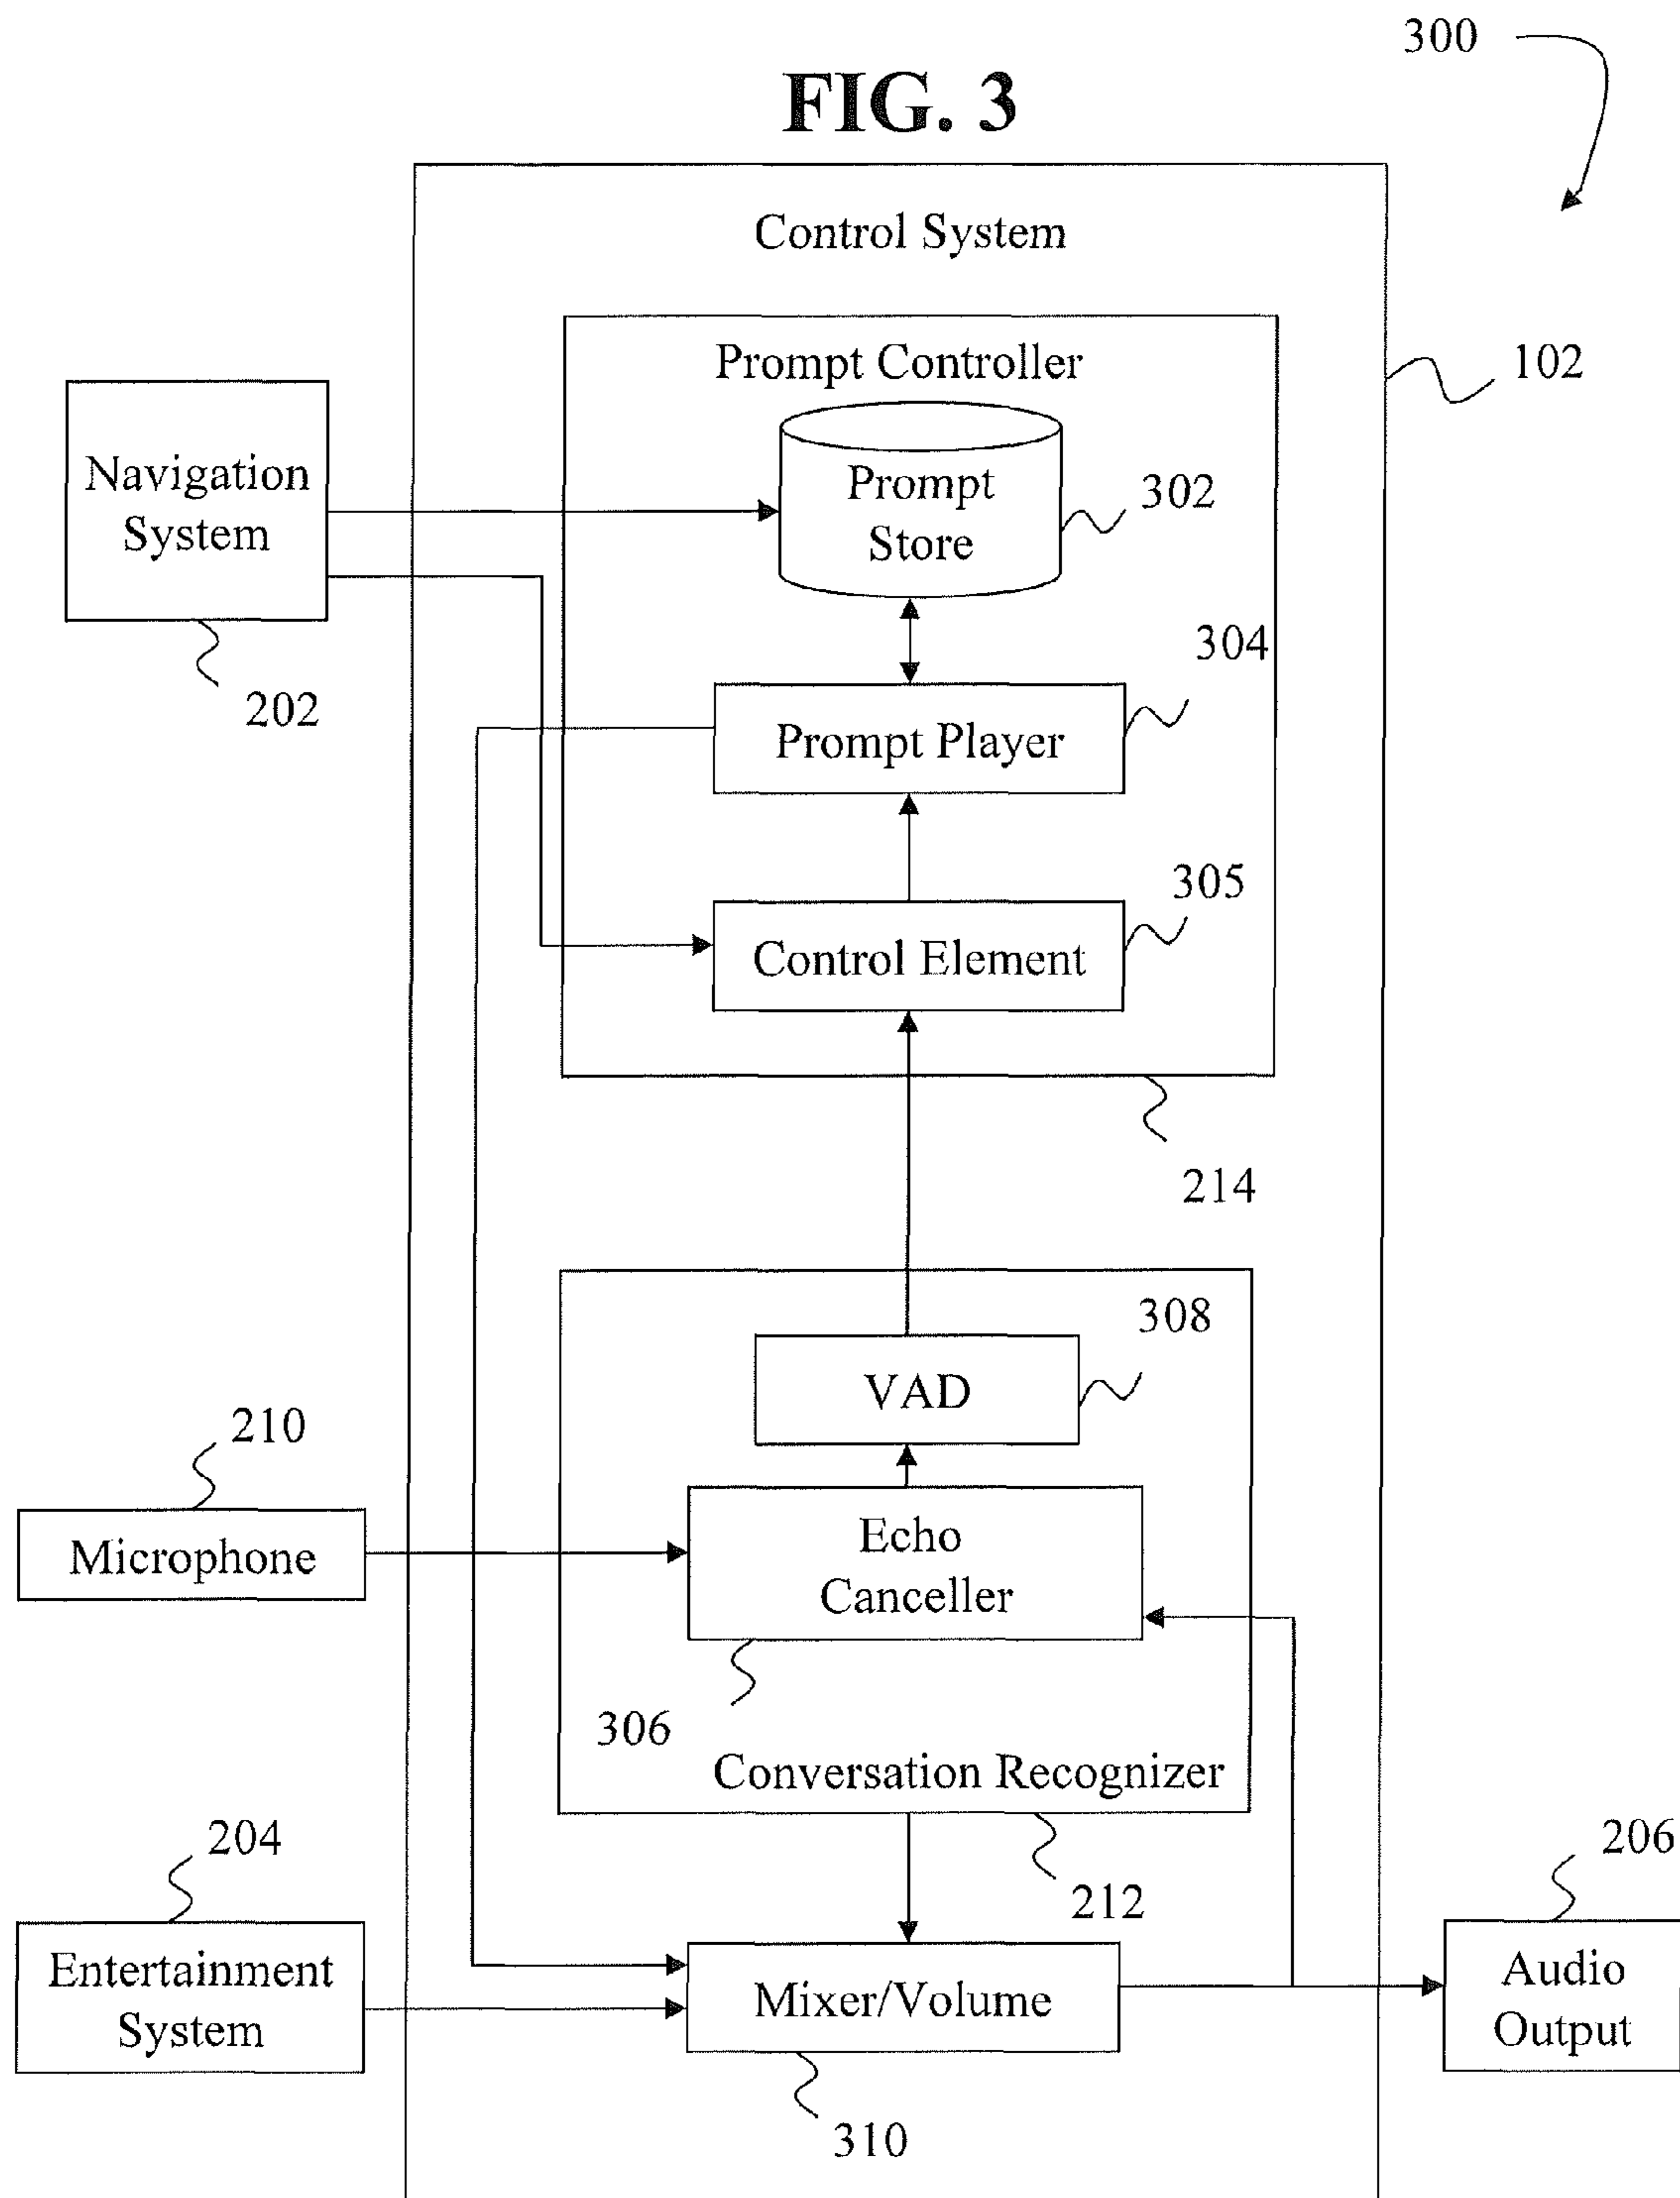 300
FIG. 3
Control System
102
Prompt Controller
Navigation
System
202
Prompt
Store
302
304
Prompt Player
305
Control Element
214
308
VAD
210
Microphone
Echo
Canceller
306
Conversation Recognizer
212
204
Entertainment
System
Mixer/Volume
310
206
Audio
Output